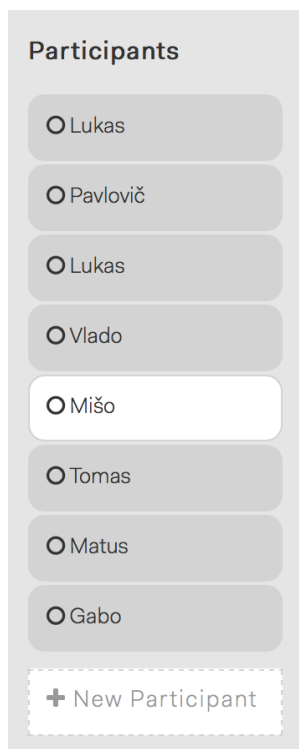 Participants
Lukas
Pavlovič
Lukas
Vlado
Mišo
Tomas
Matus
Gabo
+ New Participant